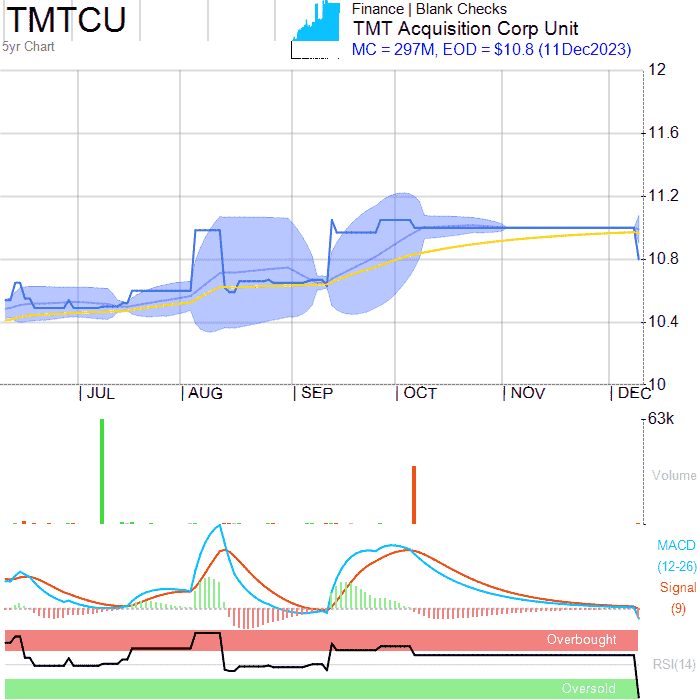 TMTCU
5yr Chart
Finance | Blank Checks
TMT Acquisition Corp Unit
MC = 297M, EOD = $10.8 (11Dec2023)
12
11.6
11.2
10.8
10.4
10
JUL AUG SEP OCT NOV DEC
63k
Volume
MACD
(12-26)
Signal
(9)
Overbought
RSI(14)
Oversold